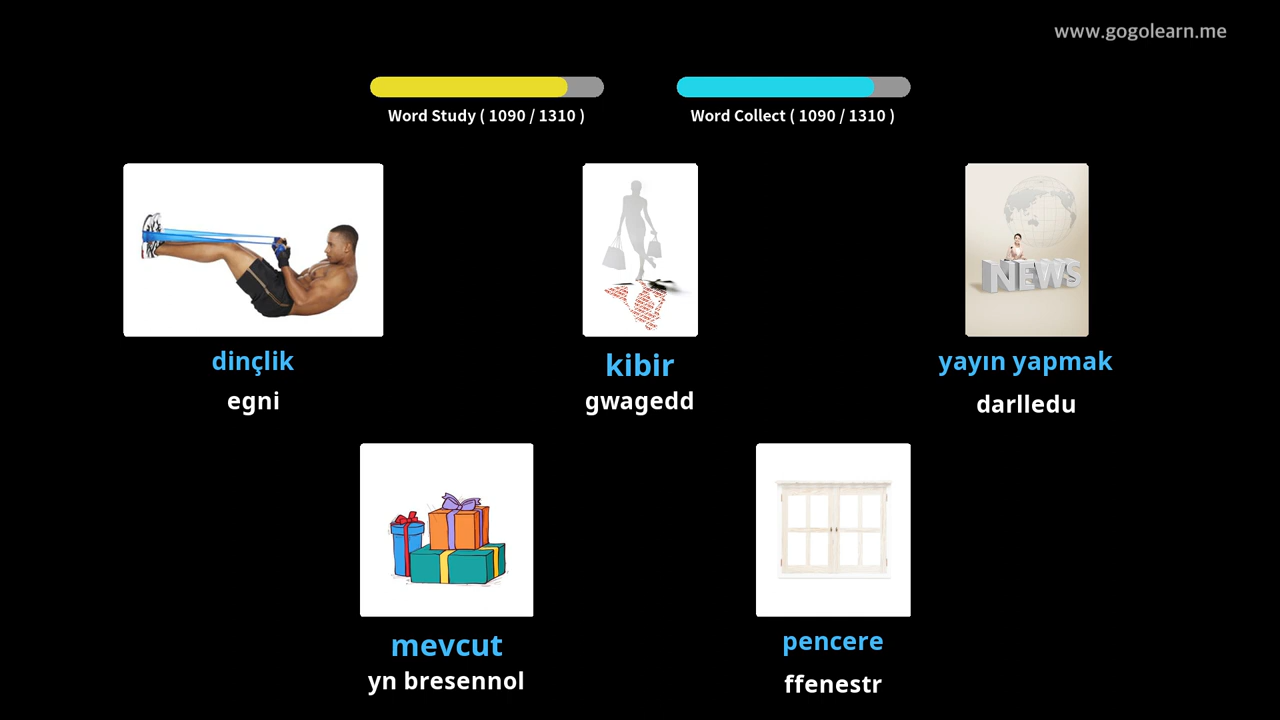 www.gogolearn.me
Word Study ( 1090 / 1310 )
Word Collect ( 1090 / 1310 )
NEWS
dinçlik
egni
kibir
gwagedd
yayın yapmak
darlledu
mevcut
yn bresennol
pencere
ffenestr